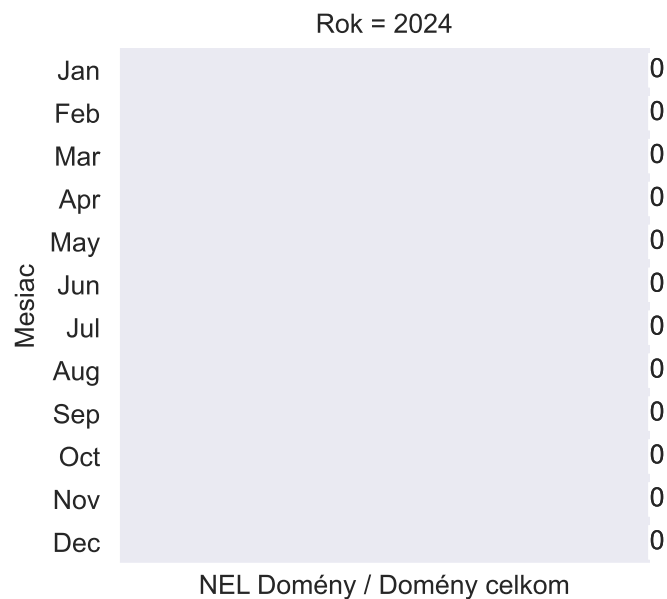 Rok = 2024
Mesiac
Jan 0
Feb 0
Mar 0
Apr 0
May 0
Jun 0
Jul 0
Aug 0
Sep 0
Oct 0
Nov 0
Dec 0
NEL Domény / Domény celkom